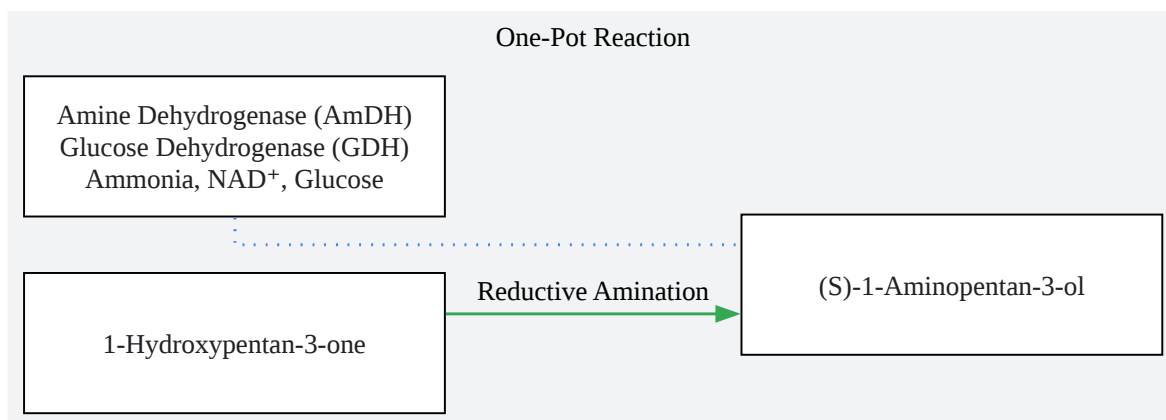 One-Pot Reaction
Amine Dehydrogenase (AmDH)
Glucose Dehydrogenase (GDH)
Ammonia, NAD⁺, Glucose
Reductive Amination
(S)-1-Aminopentan-3-ol
1-Hydroxypentan-3-one